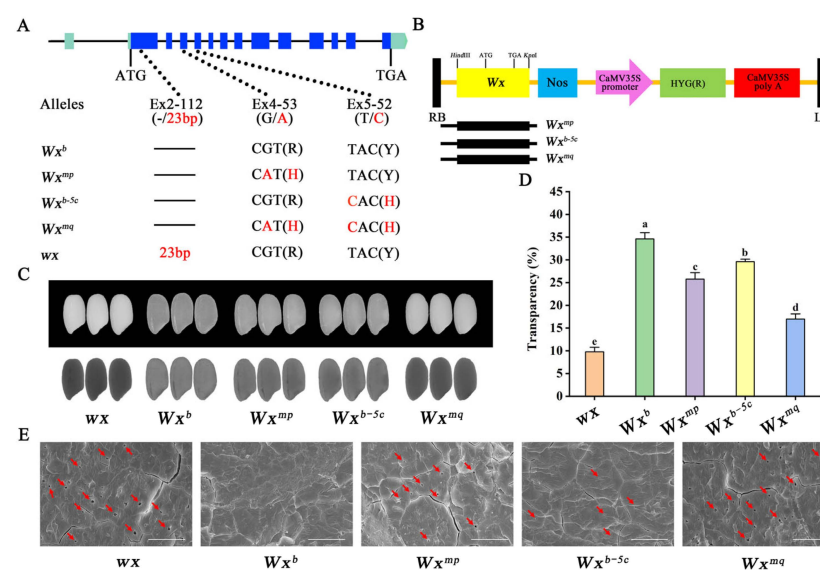 A
ATG
TGA
Alleles
Ex2-112
(-/23bp)
Ex4-53
(G/A)
Ex5-52
(T/C)
Wxᵇ
CGT(R)
TAC(Y)
Wxᵐᵖ
CAT(H)
TAC(Y)
Wxᵇ⁻⁵ᶜ
CGT(R)
CAC(H)
Wxᵐq
CAT(H)
CAC(H)
wx
23bp
CGT(R)
TAC(Y)
B
HindIII
ATG
TGA
KpnI
Wx
Nos
CaMV35S
promoter
HYG(R)
CaMV35S
poly A
RB
L
Wxᵐᵖ
Wxᵇ⁻⁵ᶜ
Wxᵐq
C
wx
Wxᵇ
Wxᵐᵖ
Wxᵇ⁻⁵ᶜ
Wxᵐq
D
Transparency (%)
45
40
35
30
25
20
15
10
5
0
e
a
c
b
d
wx
Wxᵇ
Wxᵐᵖ
Wxᵇ⁻⁵ᶜ
Wxᵐq
E
wx
Wxᵇ
Wxᵐᵖ
Wxᵇ⁻⁵ᶜ
Wxᵐq